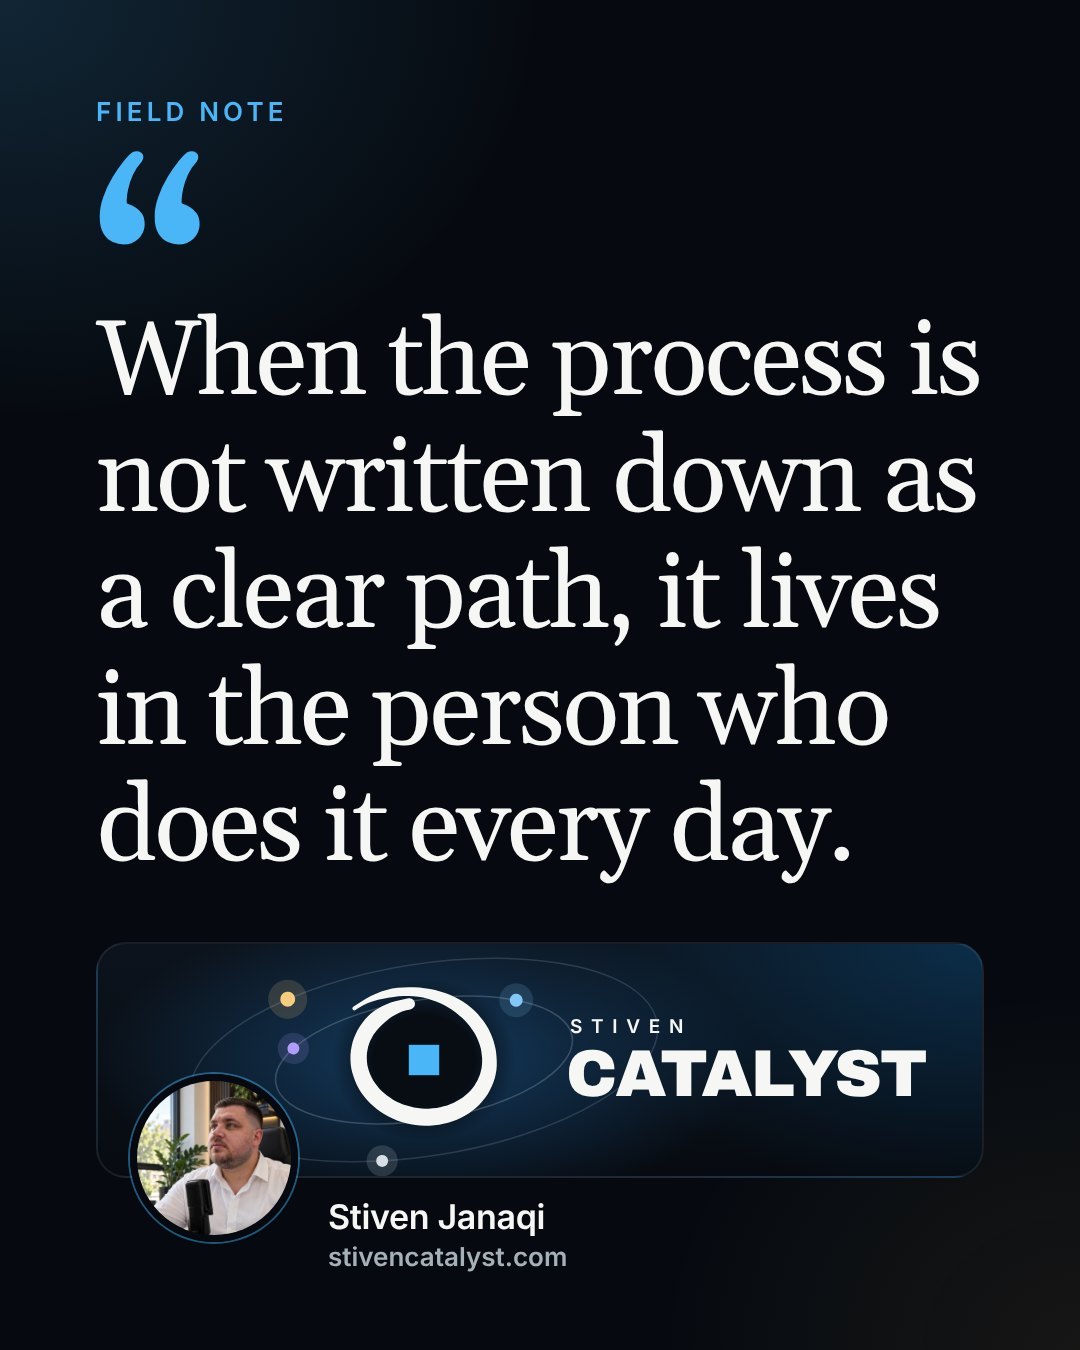 FIELD NOTE
“
When the process is
not written down as
a clear path, it lives
in the person who
does it every day.
STIVEN
CATALYST
Stiven Janaqi
stivencatalyst.com